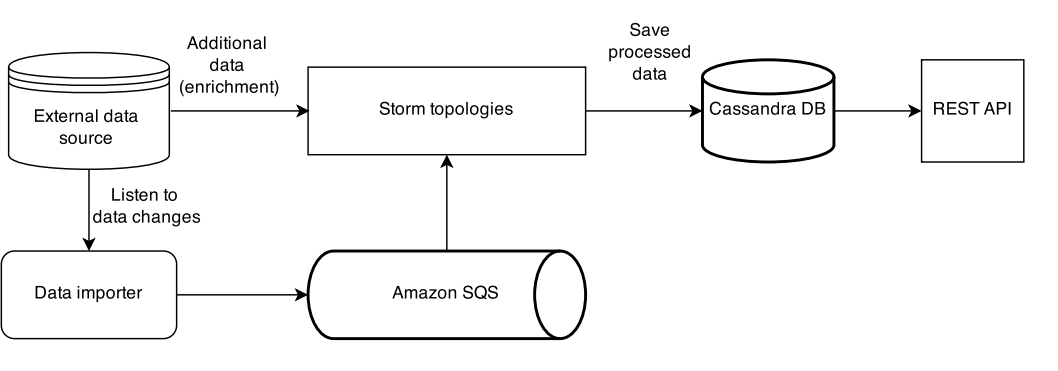 Additional
data
(enrichment)
Save
processed
data
External data
source
Storm topologies
Cassandra DB
REST API
Listen to
data changes
Data importer
Amazon SQS